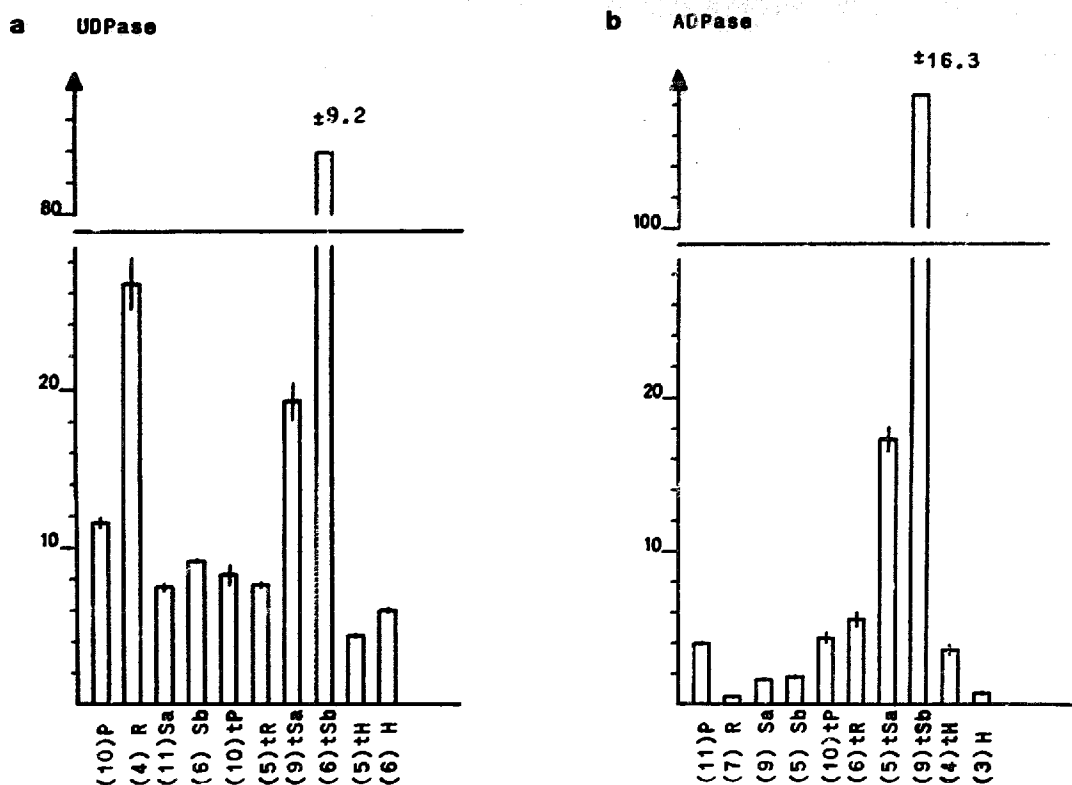 a UDPase
±9.2
80
20
10
(10)P
(4) R
(11)Sa
(6) Sb
(10)tP
(5)tR
(9)tSa
(6)tSb
(5)tH
(6) H
b ADPase
±16.3
100
20
10
(11)P
(7) R
(9) Sa
(5) Sb
(10)tP
(6)tR
(5)tSa
(9)tSb
(4)tH
(3)H